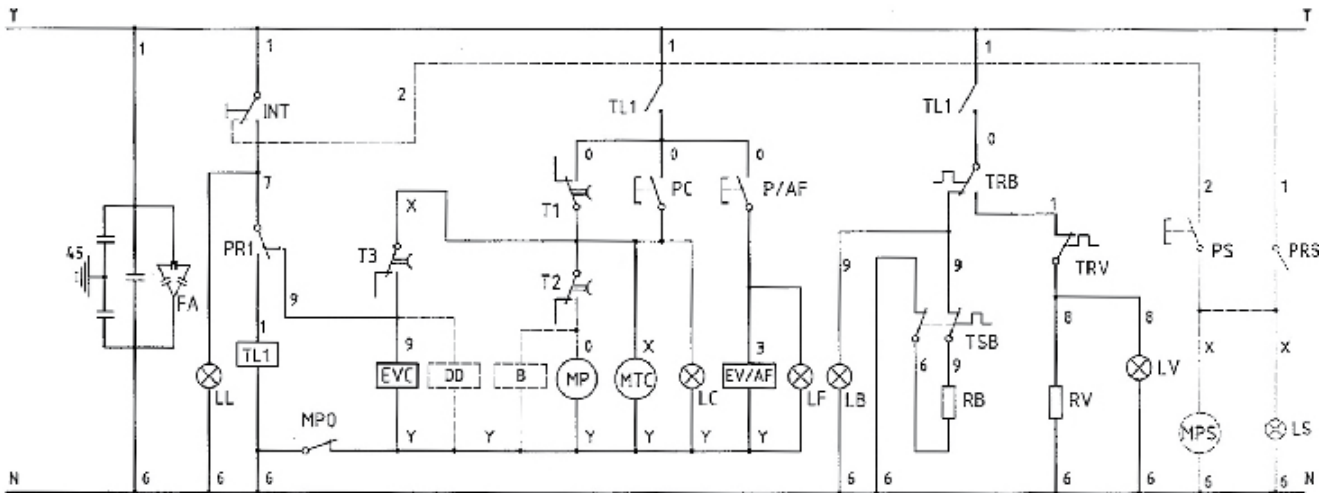 T T
1 1 1 1
2
INT TL1 TL1
0 0 0 0
7 X T1 PC P/AF TRB 1 2 1
45 PR1 T3 T2 9 9 TRV PS PRS
FA 9 TSB 8 8
1 9 0 X 3 6 9 X X
TL1 EVC DD B MP MTC LC EV/AF LF LB RB RV LV MPS LS
LL
MPO Y Y Y Y Y Y
N 6 6 6 6 6 6 6 6 6 N